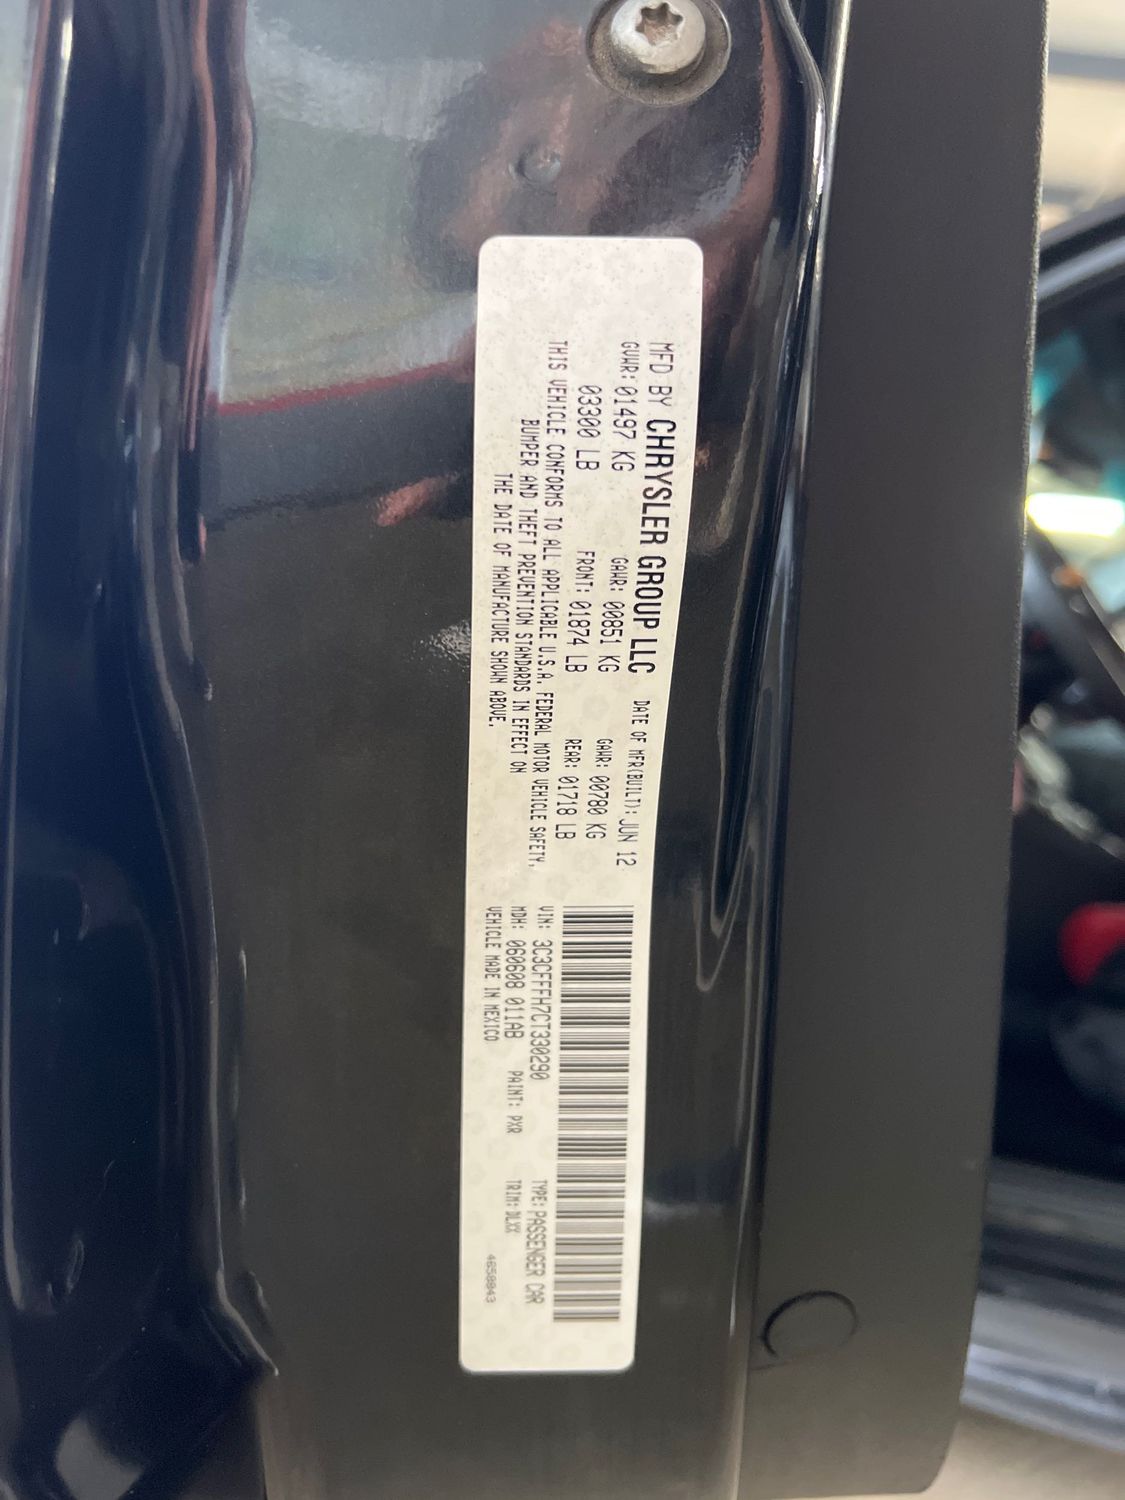 MFD BY CHRYSLER GROUP LLC DATE OF MFR(BUILT): JUN 12
GVWR: 01497 KG GAWR: 00851 KG GAWR: 00780 KG
03300 LB FRONT: 01874 LB REAR: 01718 LB
THIS VEHICLE CONFORMS TO ALL APPLICABLE U.S.A. FEDERAL MOTOR VEHICLE SAFETY,
BUMPER AND THEFT PREVENTION STANDARDS IN EFFECT ON
THE DATE OF MANUFACTURE SHOWN ABOVE.
VIN: 3C3CFFFH7CT330290 TYPE: PASSENGER CAR
MDH: 060608 011AB PAINT: PXR TRIM: DLXX
VEHICLE MADE IN MEXICO 4650843